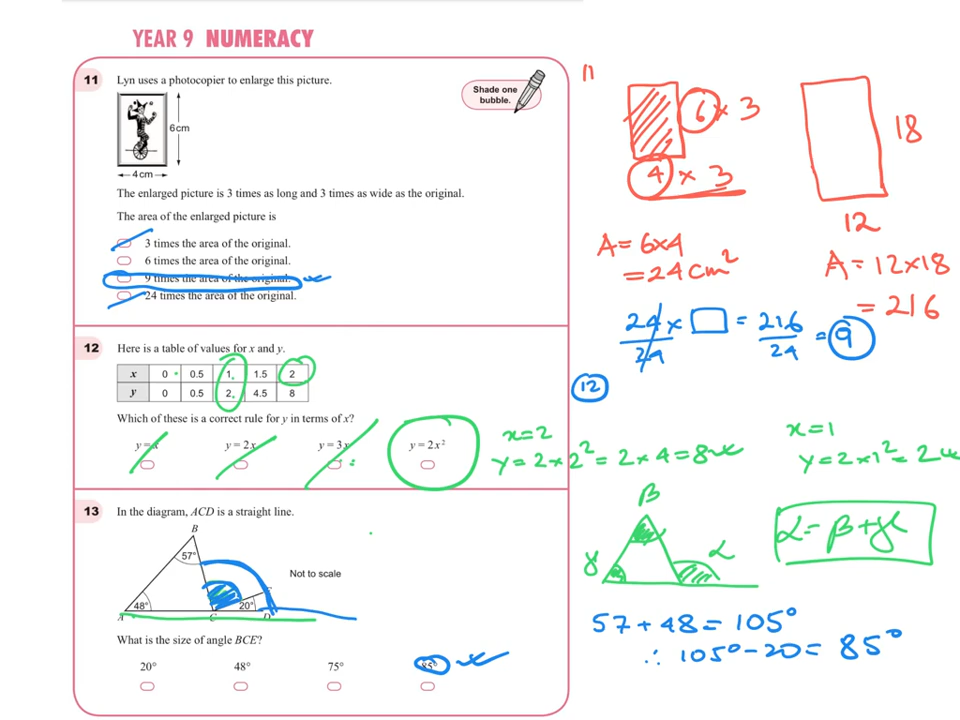 YEAR 9 NUMERACY
11 Lyn uses a photocopier to enlarge this picture.
Shade one
bubble.
6 cm
4 cm
The enlarged picture is 3 times as long and 3 times as wide as the original.
The area of the enlarged picture is
3 times the area of the original.
6 times the area of the original.
9 times the area of the original.
24 times the area of the original.
12 Here is a table of values for x and y.
x 0 0.5 1 1.5 2
y 0 0.5 2 4.5 8
Which of these is a correct rule for y in terms of x?
y = 2x y = 3x y = 2x²
13 In the diagram, ACD is a straight line.
B
57°
Not to scale
48° 20°
A C D
What is the size of angle BCE?
20° 48° 75° 85°
11
6 × 3
4 × 3
18
12
A = 6×4
= 24 cm²
A = 12×18
= 216
24 × □ = 216 = 9
24 24
12
x=2
y = 2 × 2² = 2 × 4 = 8
x=1
y = 2×1² = 2
β
γ α
α = β + γ
57 + 48 = 105°
∴ 105° − 20 = 85°